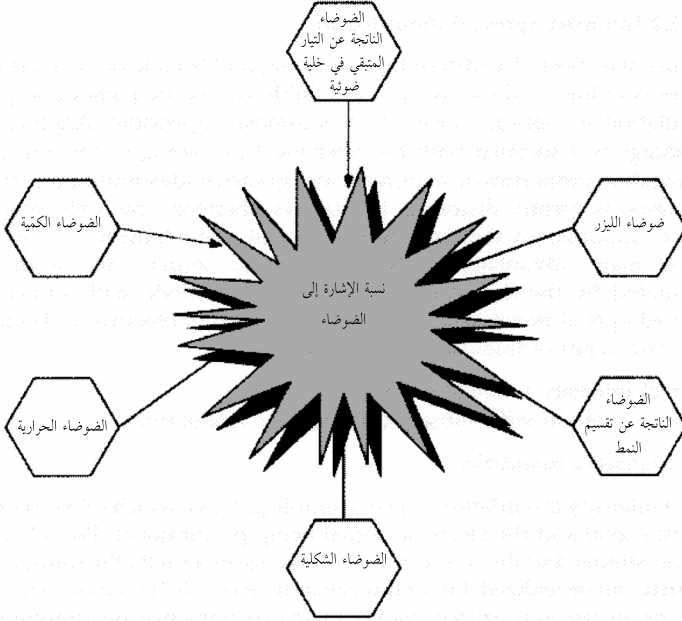 الضوضاء
الناتجة عن التيار
المتبقي في خلية
ضوئية
الضوضاء الكمّية
ضوضاء الليزر
نسبة الإشارة إلى
الضوضاء
الضوضاء الحرارية
الضوضاء
الناتجة عن تقسيم
النمط
الضوضاء الشكلية